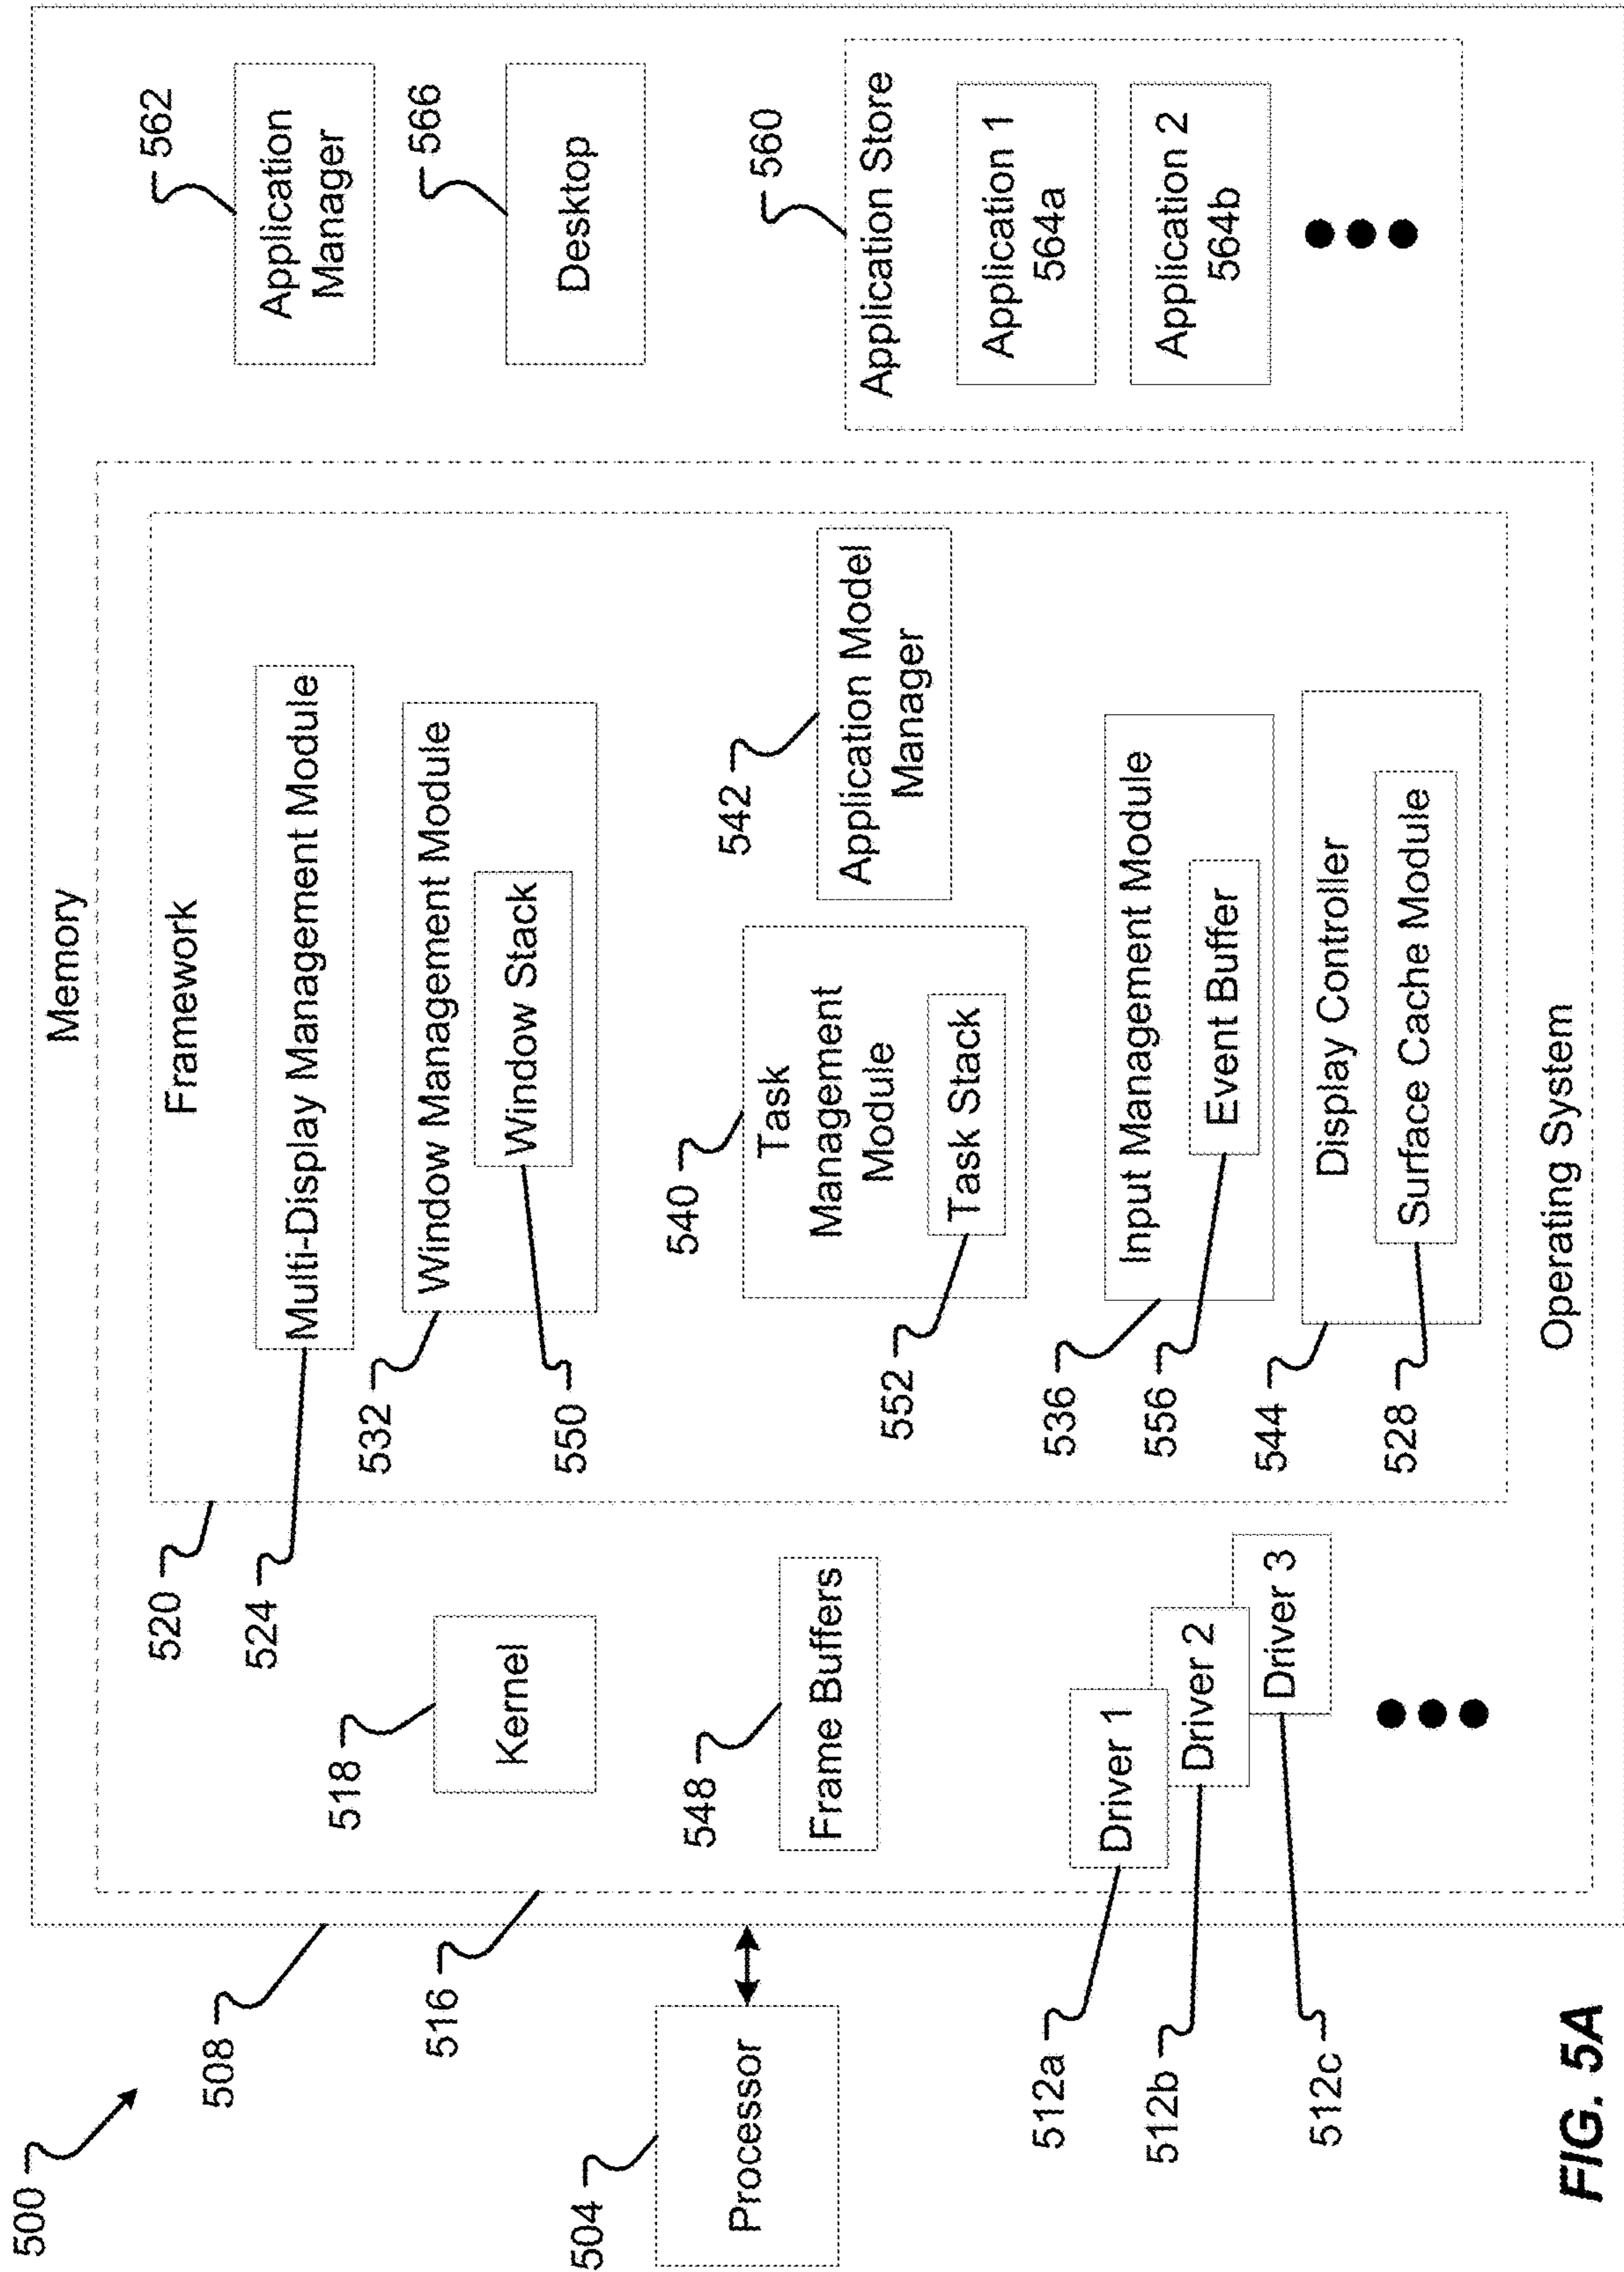 500
508
Memory
516
520
Framework
524
Multi-Display Management Module
562
Application
Manager
518
Kernel
532
Window Management Module
550
Window Stack
566
Desktop
504
Processor
548
Frame Buffers
540
Task
Management
Module
552
Task Stack
542
Application Model
Manager
560
Application Store
Application 1
564a
Application 2
564b
512a
Driver 1
512b
Driver 2
512c
Driver 3
536
Input Management Module
556
Event Buffer
544
Display Controller
528
Surface Cache Module
Operating System
FIG. 5A